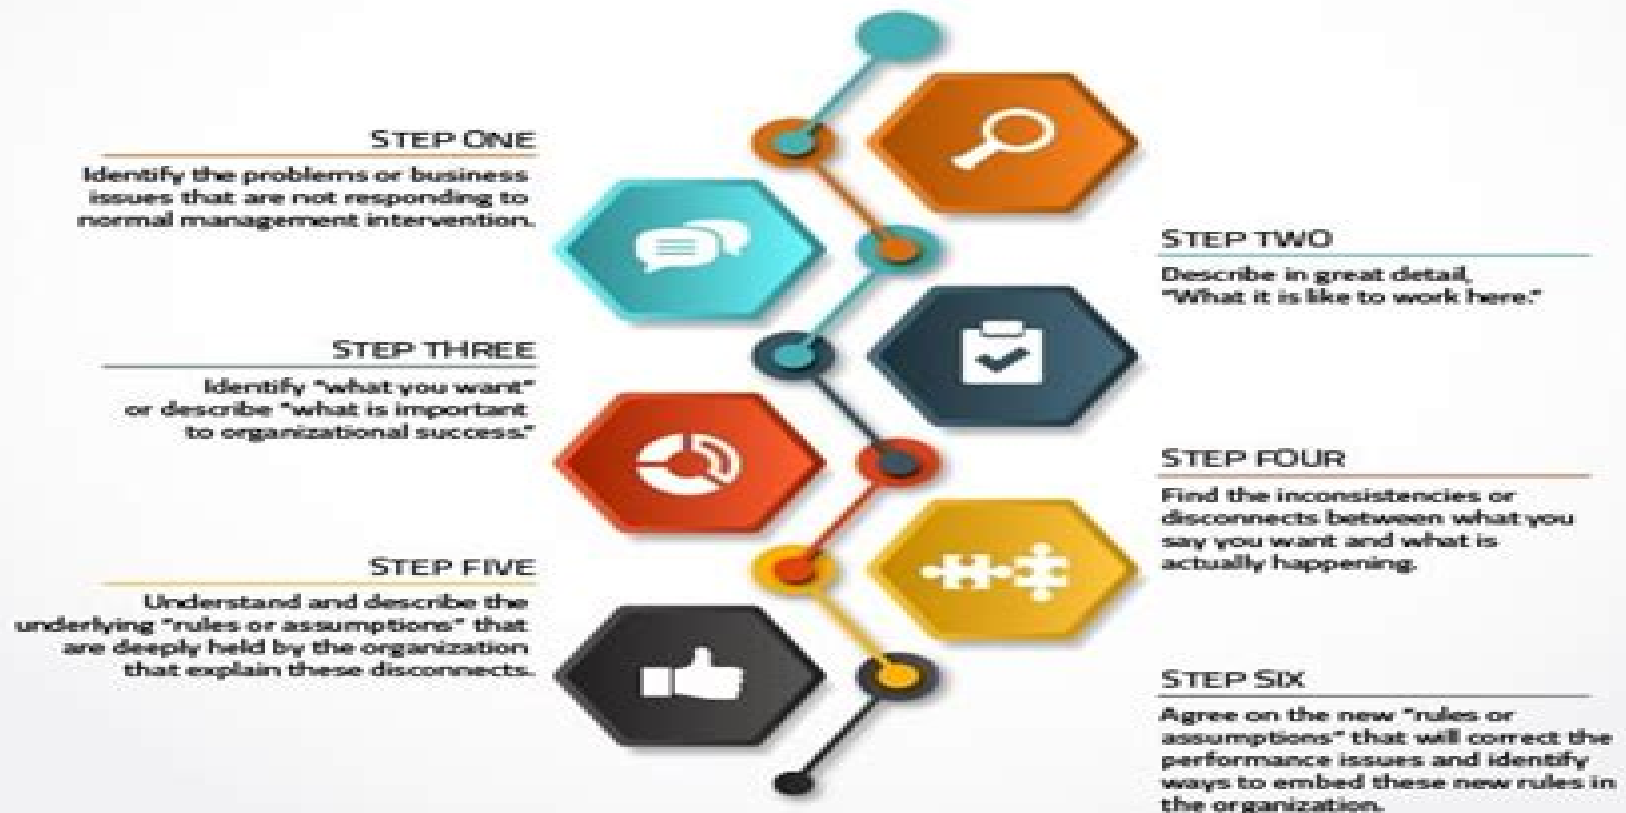 STEP ONE
Identify the problems or business
issues that are not responding to
normal management intervention.
STEP TWO
Describe in great detail,
"What it is like to work here."
STEP THREE
Identify "what you want"
or describe "what is important
to organizational success."
STEP FOUR
Find the inconsistencies or
disconnects between what you
say you want and what is
actually happening.
STEP FIVE
Understand and describe the
underlying "rules or assumptions" that
are deeply held by the organization
that explain these disconnects.
STEP SIX
Agree on the new "rules or
assumptions" that will correct the
performance issues and identify
ways to embed these new rules in
the organization.